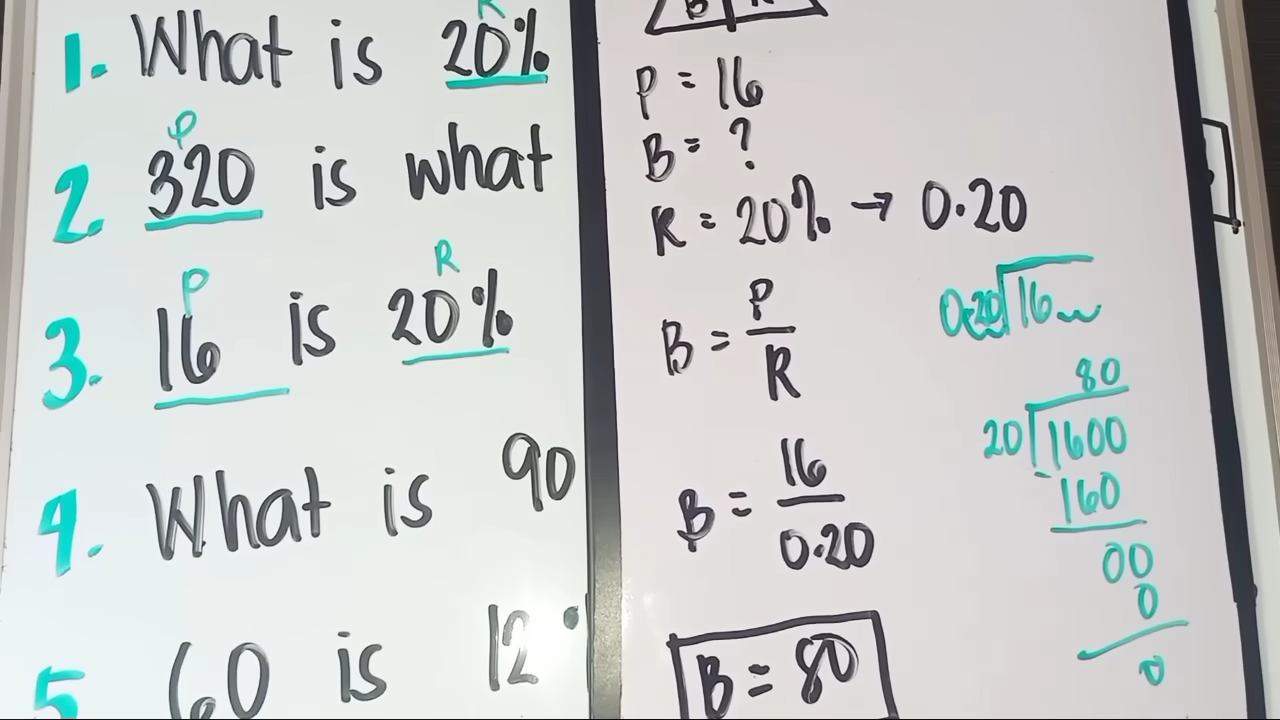 R
1. What is 20%
P
2. 320 is what
P R
3. 16 is 20%
4. What is 90
5. 60 is 12
B
P = 16
B = ?
R = 20% → 0.20
B = P/R
B = 16/0.20
B = 80
0.20 16
80
20 1600
- 160
00
0
0